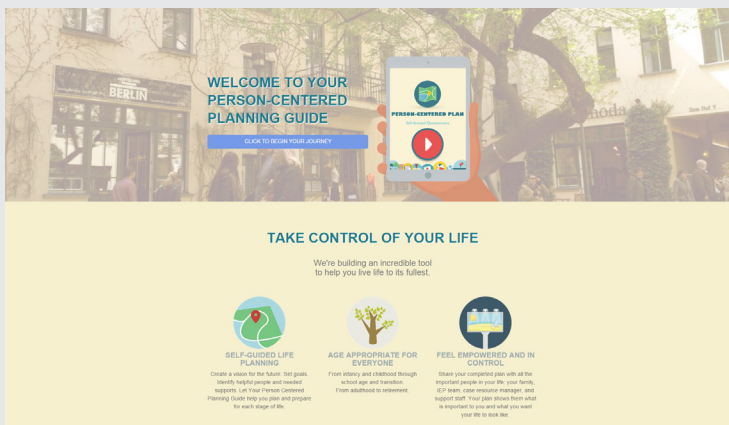 BERLIN
WELCOME TO YOUR
PERSON-CENTERED
PLANNING GUIDE
CLICK TO BEGIN YOUR JOURNEY
PERSON-CENTERED PLAN
moda
TAKE CONTROL OF YOUR LIFE
We're building an incredible tool
to help you live life to its fullest.
SELF-GUIDED LIFE
PLANNING
Create a vision for the future. Set goals.
Identify helpful people and needed
supports. Let Your Person Centered
Planning Guide help you plan and prepare
for each stage of life.
AGE APPROPRIATE FOR
EVERYONE
From infancy and childhood through
school age and transition.
From adulthood to retirement.
FEEL EMPOWERED AND IN
CONTROL
Share your completed plan with all the
important people in your life: your family,
IEP team, case resource manager, and
support staff. Your plan shows them what
is important to you and what you want
your life to look like.